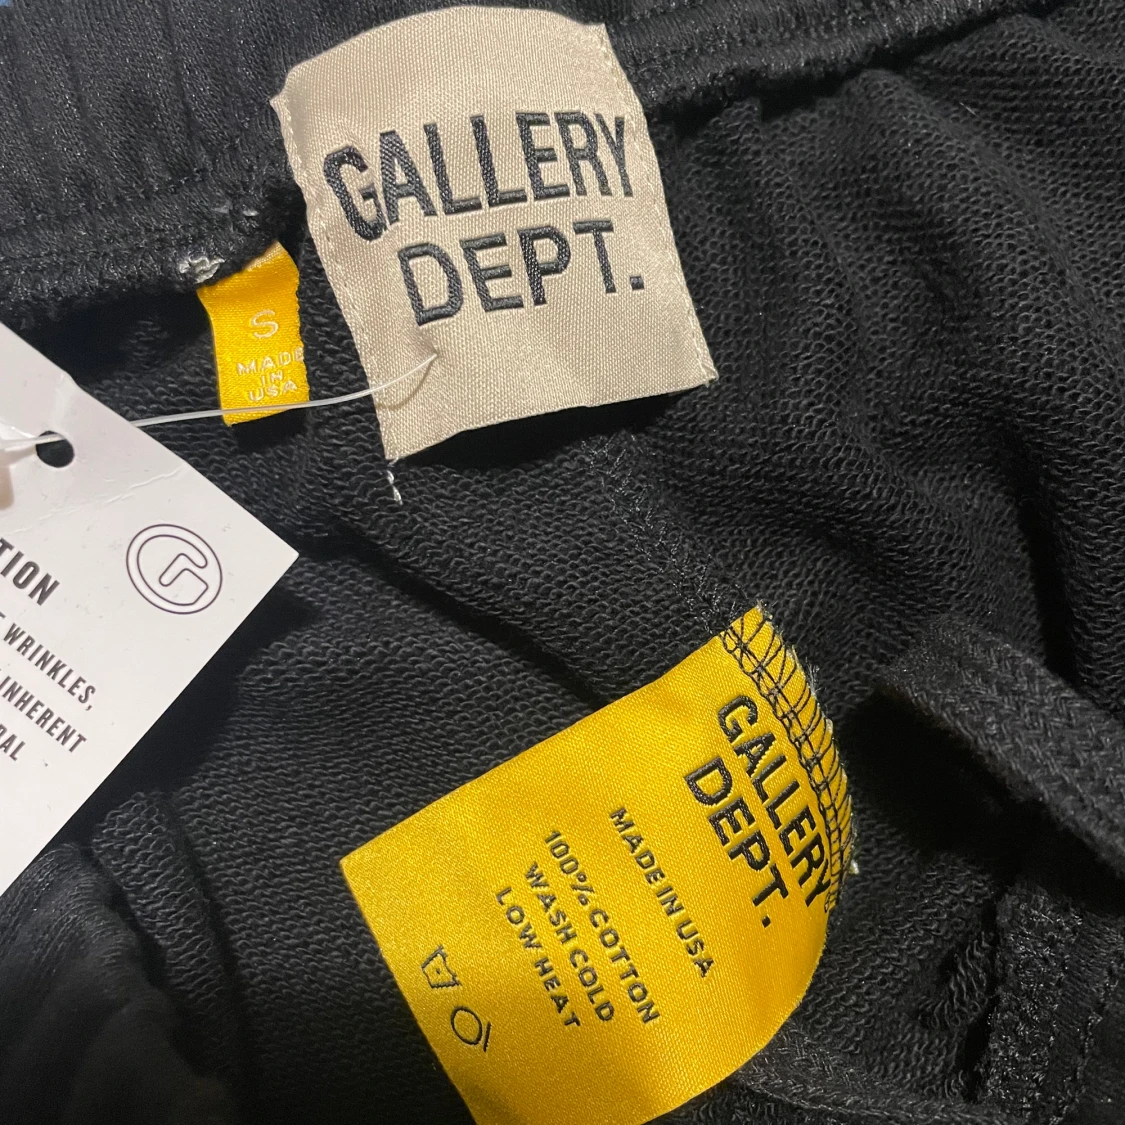 GALLERY
DEPT.
S
MADE
IN
USA
TION
WRINKLES,
INHERENT
GALLERY
DEPT.
MADE IN USA
100% COTTON
WASH COLD
LOW HEAT